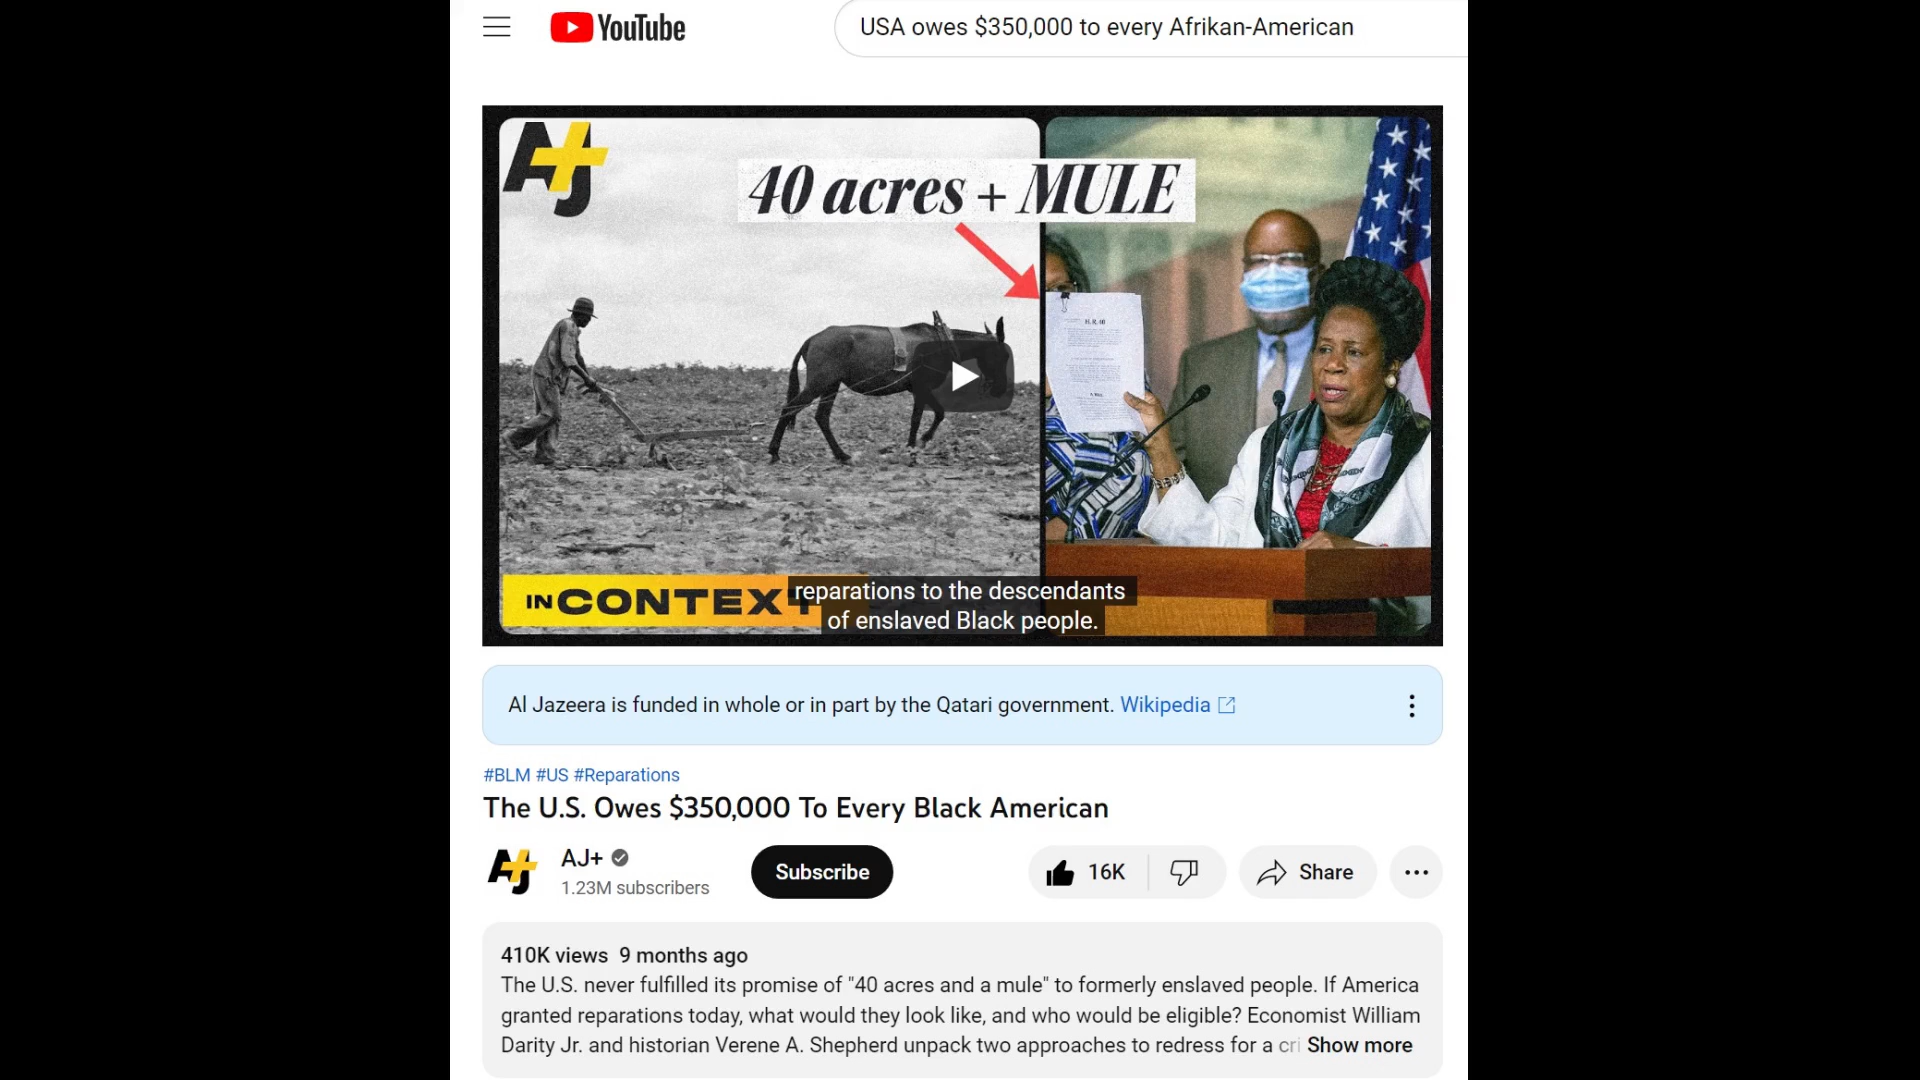 YouTube
USA owes $350,000 to every Afrikan-American
AJ+
40 acres + MULE
H. R. 40
IN CONTEXT
reparations to the descendants
of enslaved Black people.
Al Jazeera is funded in whole or in part by the Qatari government. Wikipedia
#BLM #US #Reparations
The U.S. Owes $350,000 To Every Black American
AJ+
AJ+
1.23M subscribers
Subscribe
16K
Share
410K views 9 months ago
The U.S. never fulfilled its promise of "40 acres and a mule" to formerly enslaved people. If America
granted reparations today, what would they look like, and who would be eligible? Economist William
Darity Jr. and historian Verene A. Shepherd unpack two approaches to redress for a cri Show more